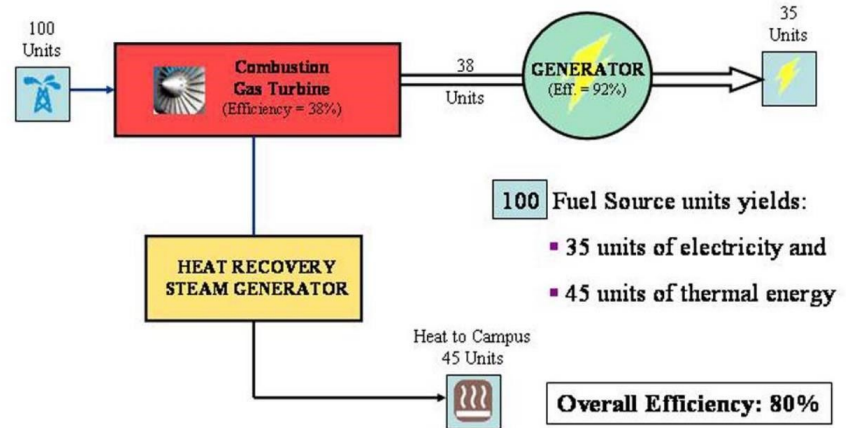 100
Units
Combustion
Gas Turbine
(Efficiency = 38%)
38
Units
GENERATOR
(Eff. = 92%)
35
Units
100 Fuel Source units yields:
▪ 35 units of electricity and
▪ 45 units of thermal energy
HEAT RECOVERY
STEAM GENERATOR
Heat to Campus
45 Units
Overall Efficiency: 80%